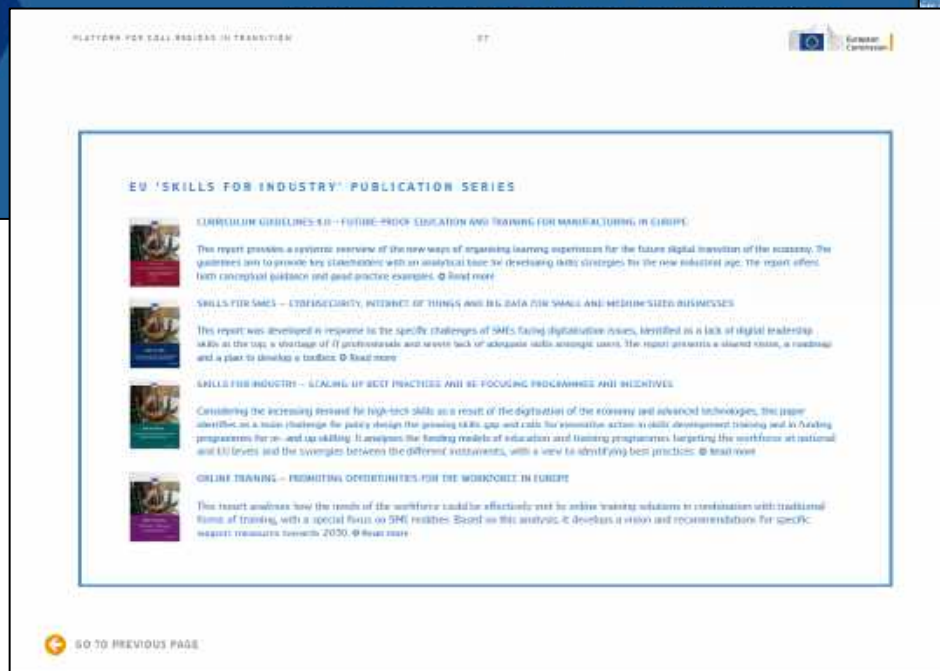 PLATFORM FOR COAL REGIONS IN TRANSITION
European
Commission
EU 'SKILLS FOR INDUSTRY' PUBLICATION SERIES
CURRICULUM GUIDELINES 4.0 – FUTURE-PROOF EDUCATION AND TRAINING FOR MANUFACTURING IN EUROPE
This report provides a systemic overview of the new ways of organising learning experiences for the future digital transition of the economy. The
guidelines aim to provide key stakeholders with an analytical base for developing skills strategies for the new industrial age. The report offers
both conceptual guidance and good practice examples. Read more
SKILLS FOR SMES – CYBERSECURITY, INTERNET OF THINGS AND BIG DATA FOR SMALL AND MEDIUM-SIZED BUSINESSES
This report was developed in response to the specific challenges of SMEs facing digitalisation issues, identified as a lack of digital leadership
skills at the top, a shortage of IT professionals and severe lack of adequate skills amongst users. The report presents a shared vision, a roadmap
and a plan to develop a toolbox. Read more
SKILLS FOR INDUSTRY – SCALING UP BEST PRACTICES AND RE-FOCUSING PROGRAMMES AND INCENTIVES
Considering the increasing demand for high-tech skills as a result of the digitisation of the economy and advanced technologies, this paper
identifies as a main challenge for policy design the growing skills gap and calls for innovative action in skills development training and in funding
programmes for re- and up-skilling. It analyses the funding models of education and training programmes targeting the workforce at national
and EU levels and the synergies between the different instruments, with a view to identifying best practices. Read more
ONLINE TRAINING – PROMOTING OPPORTUNITIES FOR THE WORKFORCE IN EUROPE
This report analyses how the needs of the workforce could be effectively met by online training solutions in combination with traditional
forms of training, with a special focus on SME realities. Based on this analysis, it develops a vision and recommendations for specific
support measures towards 2030. Read more
GO TO PREVIOUS PAGE